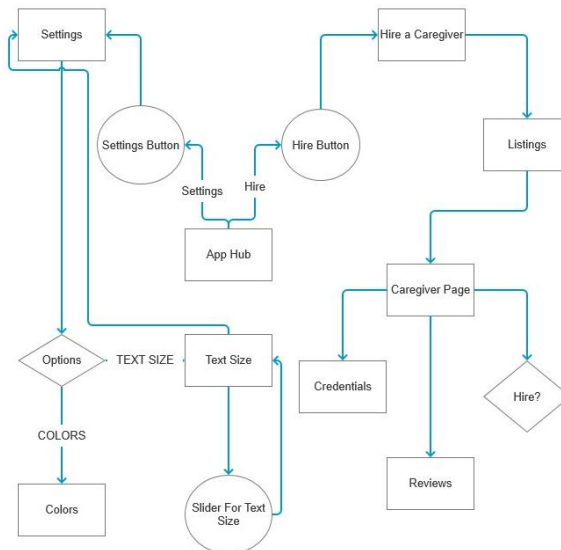 Settings
Hire a Caregiver
Settings Button
Hire Button
Listings
Settings
Hire
App Hub
Caregiver Page
Options
TEXT SIZE
Text Size
Credentials
Hire?
COLORS
Reviews
Colors
Slider For Text
Size